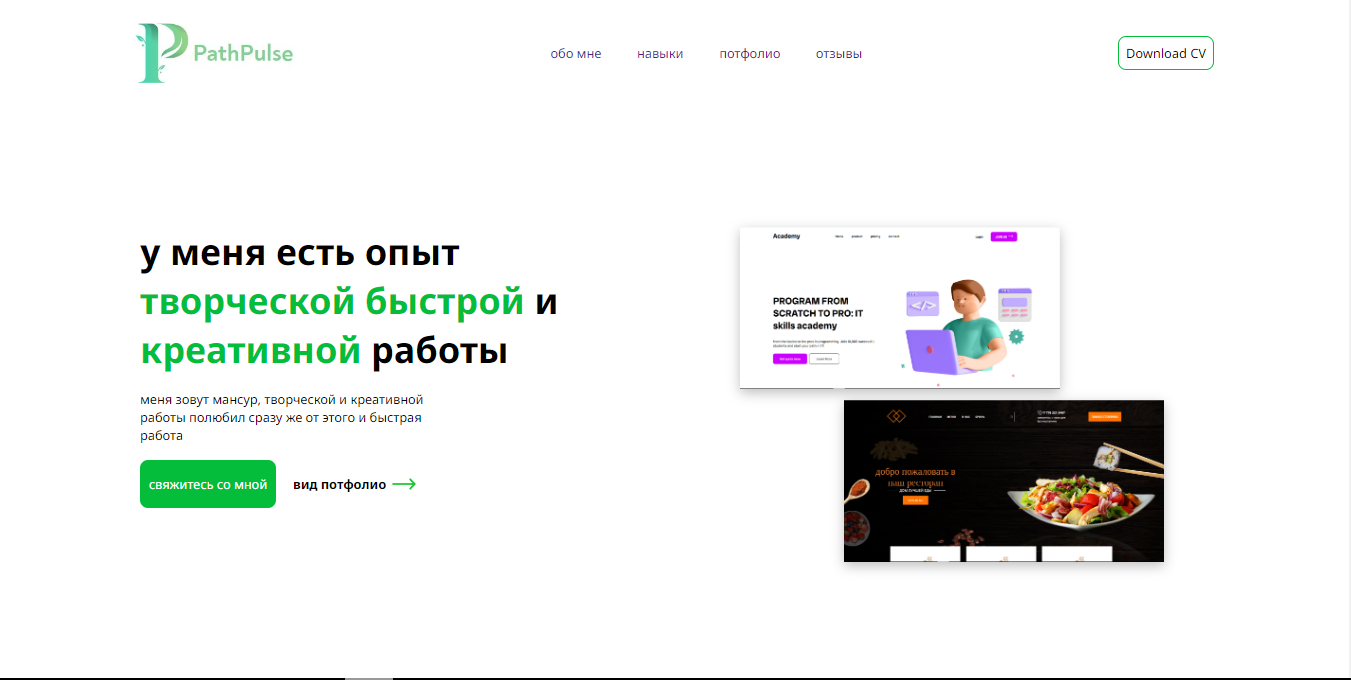 PathPulse
обо мне
навыки
потфолио
отзывы
Download CV
у меня есть опыт
творческой быстрой и
креативной работы
меня зовут мансур, творческой и креативной
работы полюбил сразу же от этого и быстрая
работа
свяжитесь со мной
вид потфолио
Academy
PROGRAM FROM
SCRATCH TO PRO: IT
skills academy
добро пожаловать в
наш ресторан